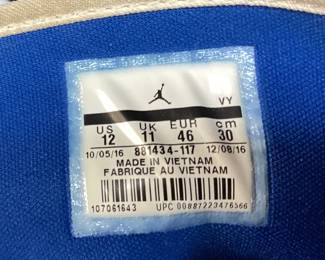 VY
US UK EUR cm
12 11 46 30
10/05/16 881434-117 12/08/16
MADE IN VIETNAM
FABRIQUE AU VIETNAM
107061643 UPC 00887223476566